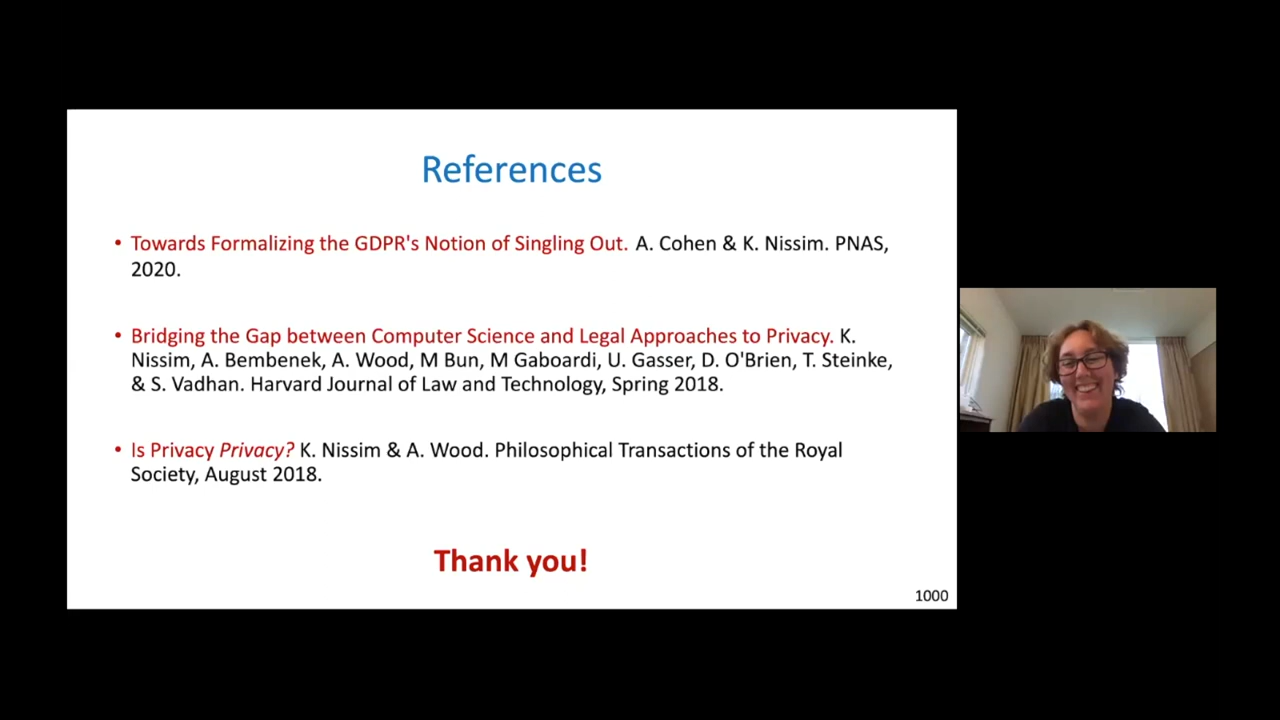 References
• Towards Formalizing the GDPR's Notion of Singling Out. A. Cohen & K. Nissim. PNAS,
2020.
• Bridging the Gap between Computer Science and Legal Approaches to Privacy. K.
Nissim, A. Bembenek, A. Wood, M Bun, M Gaboardi, U. Gasser, D. O'Brien, T. Steinke,
& S. Vadhan. Harvard Journal of Law and Technology, Spring 2018.
• Is Privacy Privacy? K. Nissim & A. Wood. Philosophical Transactions of the Royal
Society, August 2018.
Thank you!
1000